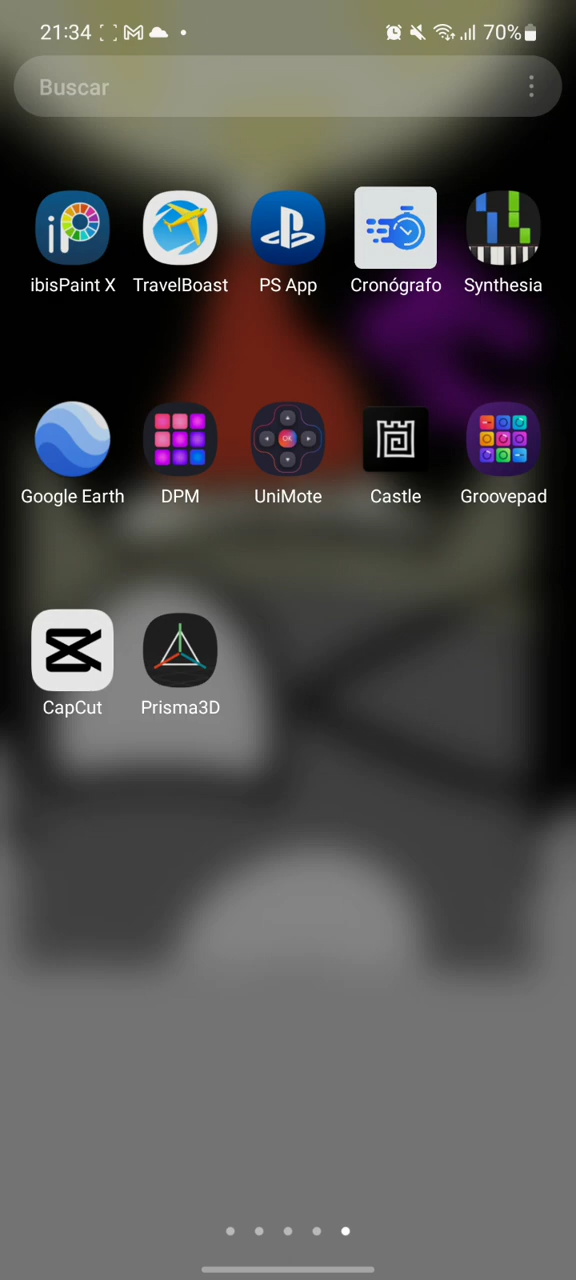 21:34 70%
Buscar
ibisPaint X TravelBoast PS App Cronógrafo Synthesia
OK
Google Earth DPM UniMote Castle Groovepad
CapCut Prisma3D